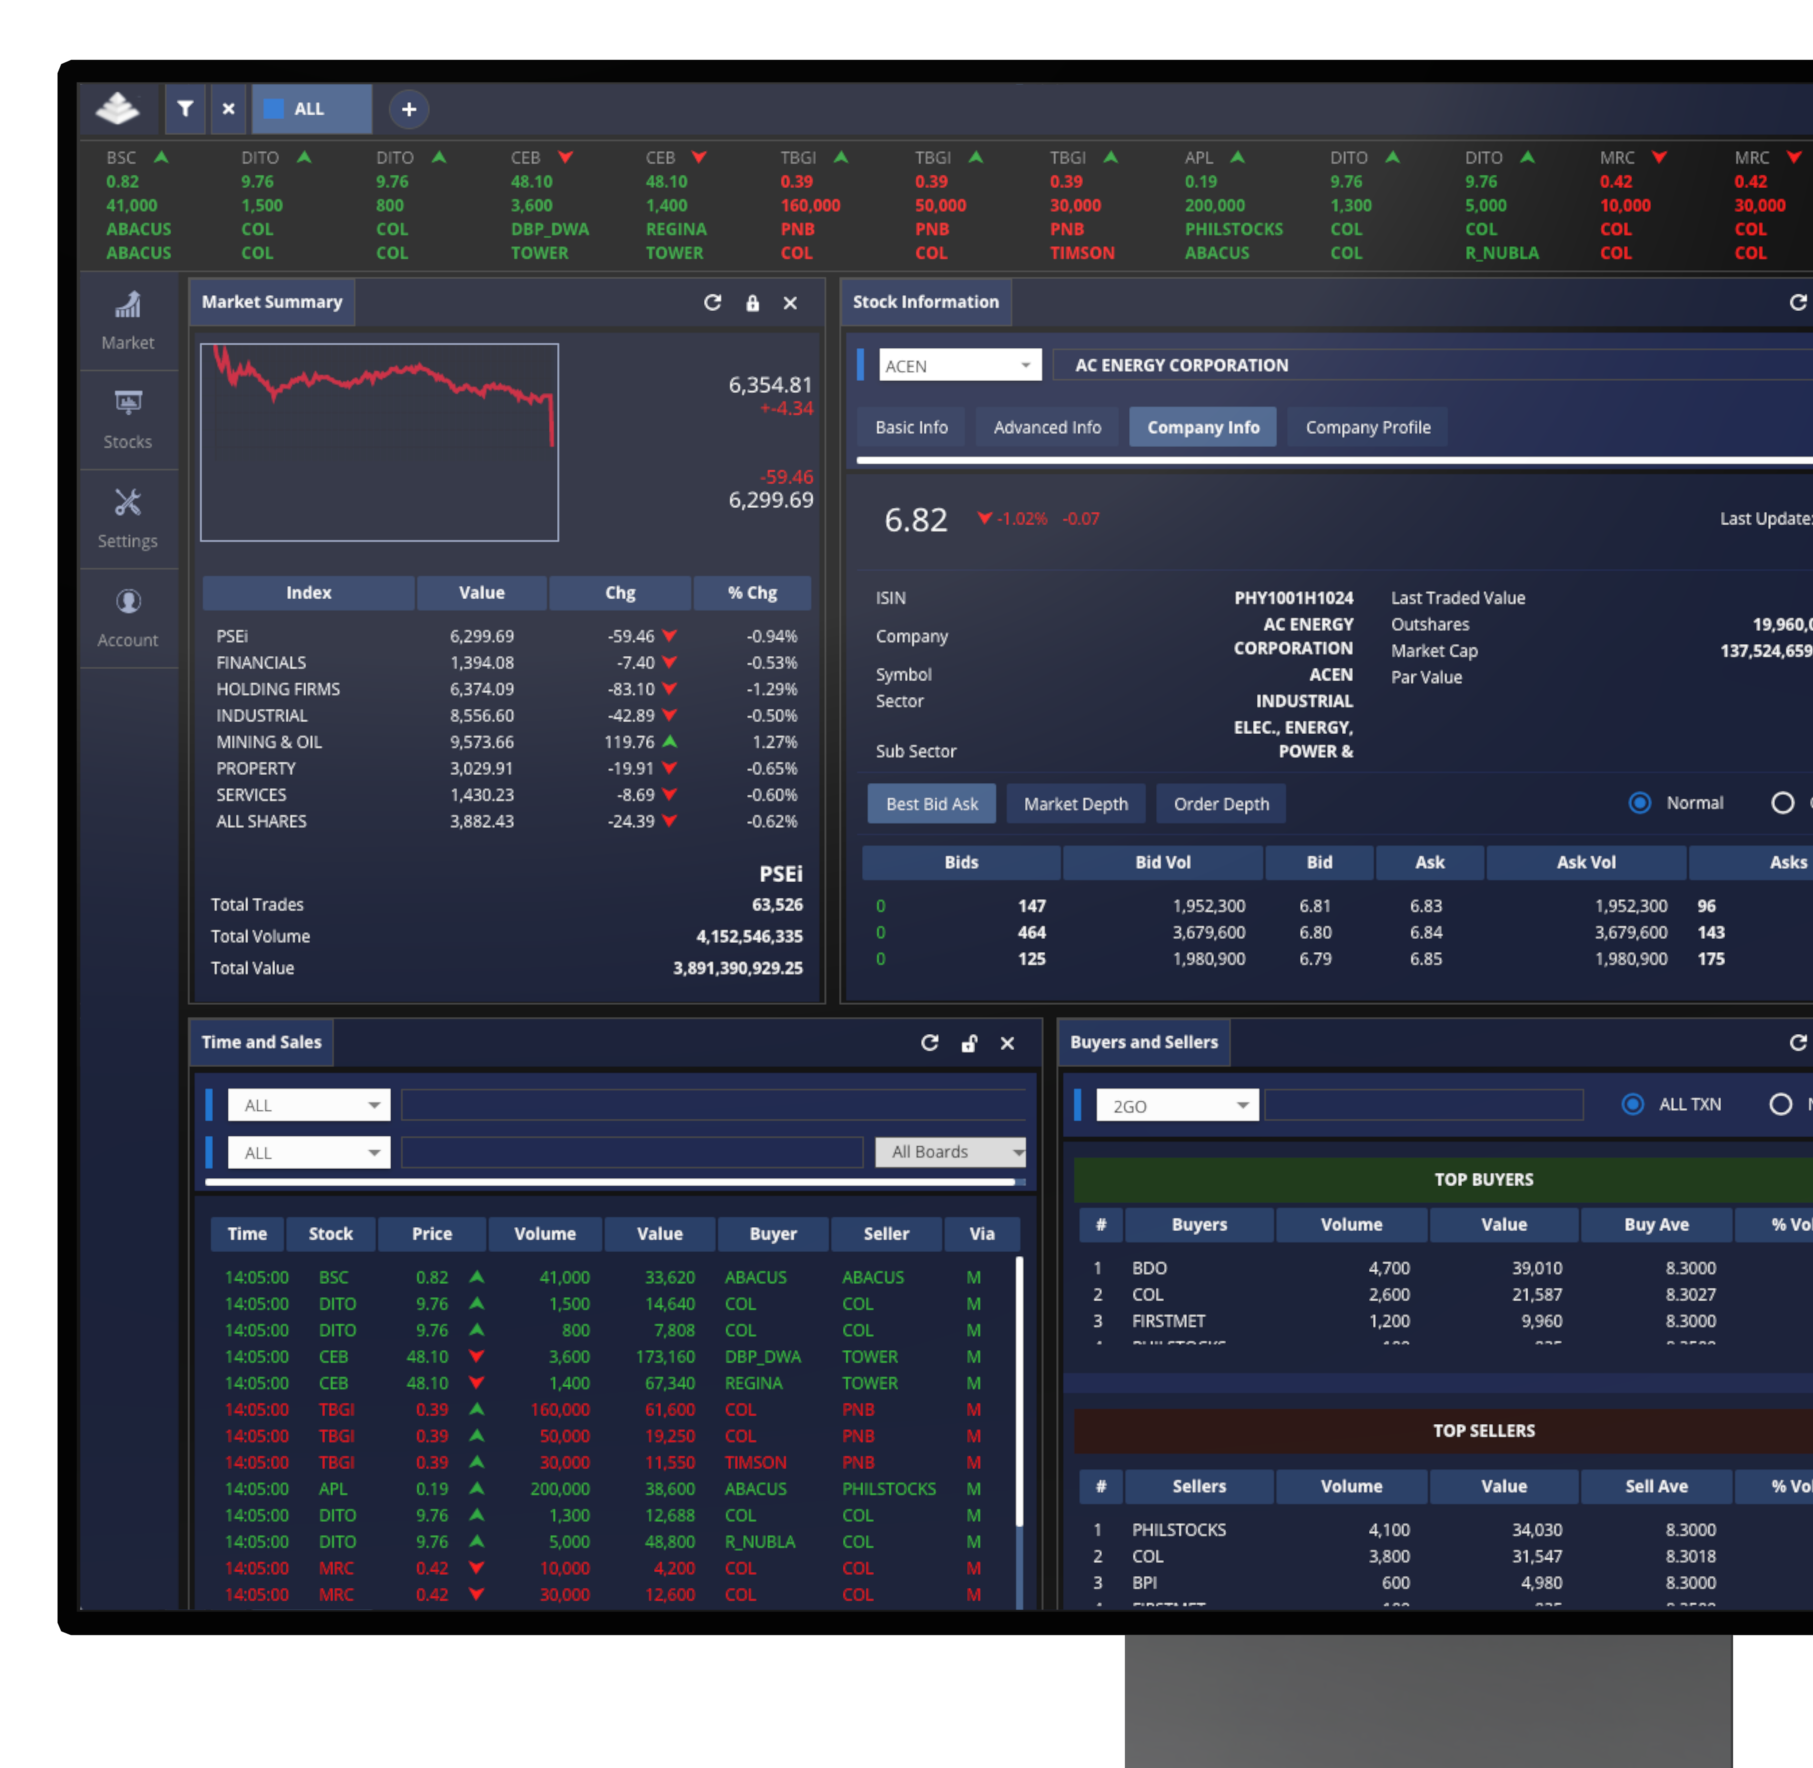 ALL
BSC DITO DITO CEB CEB TBGI TBGI TBGI APL DITO DITO MRC MRC
0.82 9.76 9.76 48.10 48.10 0.39 0.39 0.39 0.19 9.76 9.76 0.42 0.42
41,000 1,500 800 3,600 1,400 160,000 50,000 30,000 200,000 1,300 5,000 10,000 30,000
ABACUS COL COL DBP_DWA REGINA PNB PNB PNB PHILSTOCKS COL COL COL COL
ABACUS COL COL TOWER TOWER COL COL TIMSON ABACUS COL R_NUBLA COL COL
Market
Stocks
Settings
Account
Market Summary
6,354.81
+-4.34
-59.46
6,299.69
Index Value Chg % Chg
PSEi 6,299.69 -59.46 -0.94%
FINANCIALS 1,394.08 -7.40 -0.53%
HOLDING FIRMS 6,374.09 -83.10 -1.29%
INDUSTRIAL 8,556.60 -42.89 -0.50%
MINING & OIL 9,573.66 119.76 1.27%
PROPERTY 3,029.91 -19.91 -0.65%
SERVICES 1,430.23 -8.69 -0.60%
ALL SHARES 3,882.43 -24.39 -0.62%
PSEi
Total Trades 63,526
Total Volume 4,152,546,335
Total Value 3,891,390,929.25
Stock Information
ACEN AC ENERGY CORPORATION
Basic Info Advanced Info Company Info Company Profile
6.82 -1.02% -0.07 Last Update:
ISIN PHY1001H1024 Last Traded Value
Company AC ENERGY CORPORATION Outshares 19,960,0
Market Cap 137,524,659
Symbol ACEN Par Value
Sector INDUSTRIAL
Sub Sector ELEC., ENERGY, POWER &
Best Bid Ask Market Depth Order Depth Normal
Bids Bid Vol Bid Ask Ask Vol Asks
0 147 1,952,300 6.81 6.83 1,952,300 96
0 464 3,679,600 6.80 6.84 3,679,600 143
0 125 1,980,900 6.79 6.85 1,980,900 175
Time and Sales
ALL
ALL All Boards
Time Stock Price Volume Value Buyer Seller Via
14:05:00 BSC 0.82 41,000 33,620 ABACUS ABACUS M
14:05:00 DITO 9.76 1,500 14,640 COL COL M
14:05:00 DITO 9.76 800 7,808 COL COL M
14:05:00 CEB 48.10 3,600 173,160 DBP_DWA TOWER M
14:05:00 CEB 48.10 1,400 67,340 REGINA TOWER M
14:05:00 TBGI 0.39 160,000 61,600 COL PNB M
14:05:00 TBGI 0.39 50,000 19,250 COL PNB M
14:05:00 TBGI 0.39 30,000 11,550 TIMSON PNB M
14:05:00 APL 0.19 200,000 38,600 ABACUS PHILSTOCKS M
14:05:00 DITO 9.76 1,300 12,688 COL COL M
14:05:00 DITO 9.76 5,000 48,800 R_NUBLA COL M
14:05:00 MRC 0.42 10,000 4,200 COL COL M
14:05:00 MRC 0.42 30,000 12,600 COL COL M
Buyers and Sellers
2GO ALL TXN
TOP BUYERS
# Buyers Volume Value Buy Ave % Vol
1 BDO 4,700 39,010 8.3000
2 COL 2,600 21,587 8.3027
3 FIRSTMET 1,200 9,960 8.3000
TOP SELLERS
# Sellers Volume Value Sell Ave % Vol
1 PHILSTOCKS 4,100 34,030 8.3000
2 COL 3,800 31,547 8.3018
3 BPI 600 4,980 8.3000